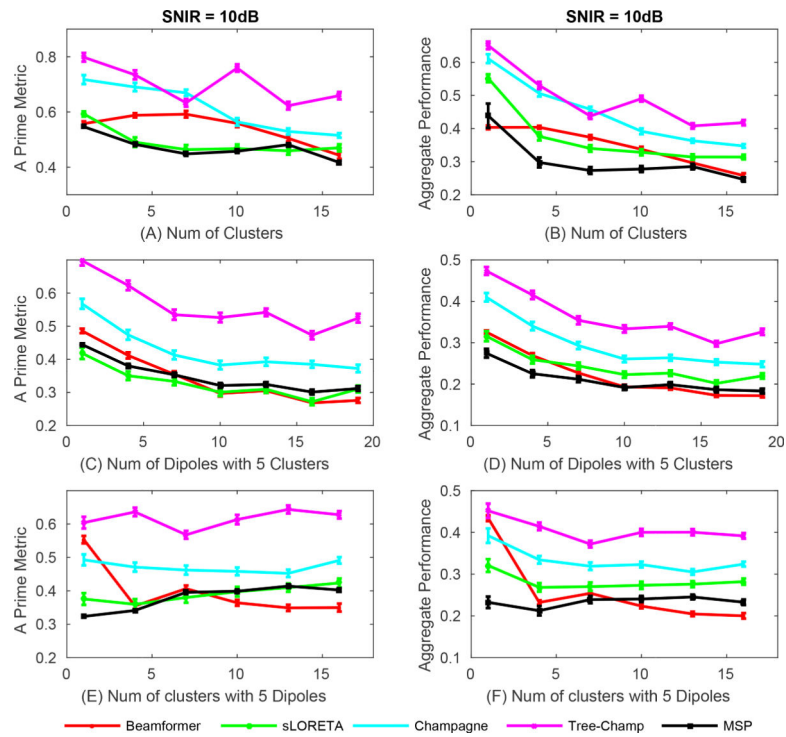 SNIR = 10dB
SNIR = 10dB
A Prime Metric
0.8
0.6
0.4
0 5 10 15
(A) Num of Clusters
Aggregate Performance
0.6
0.5
0.4
0.3
0.2
0 5 10 15
(B) Num of Clusters
A Prime Metric
0.6
0.5
0.4
0.3
0.2
0 5 10 15 20
(C) Num of Dipoles with 5 Clusters
Aggregate Performance
0.5
0.4
0.3
0.2
0.1
0 5 10 15
(D) Num of Dipoles with 5 Clusters
A Prime Metric
0.6
0.5
0.4
0.3
0.2
0 5 10 15
(E) Num of clusters with 5 Dipoles
Aggregate Performance
0.5
0.4
0.3
0.2
0.1
0 5 10 15
(F) Num of clusters with 5 Dipoles
Beamformer sLORETA Champagne Tree-Champ MSP